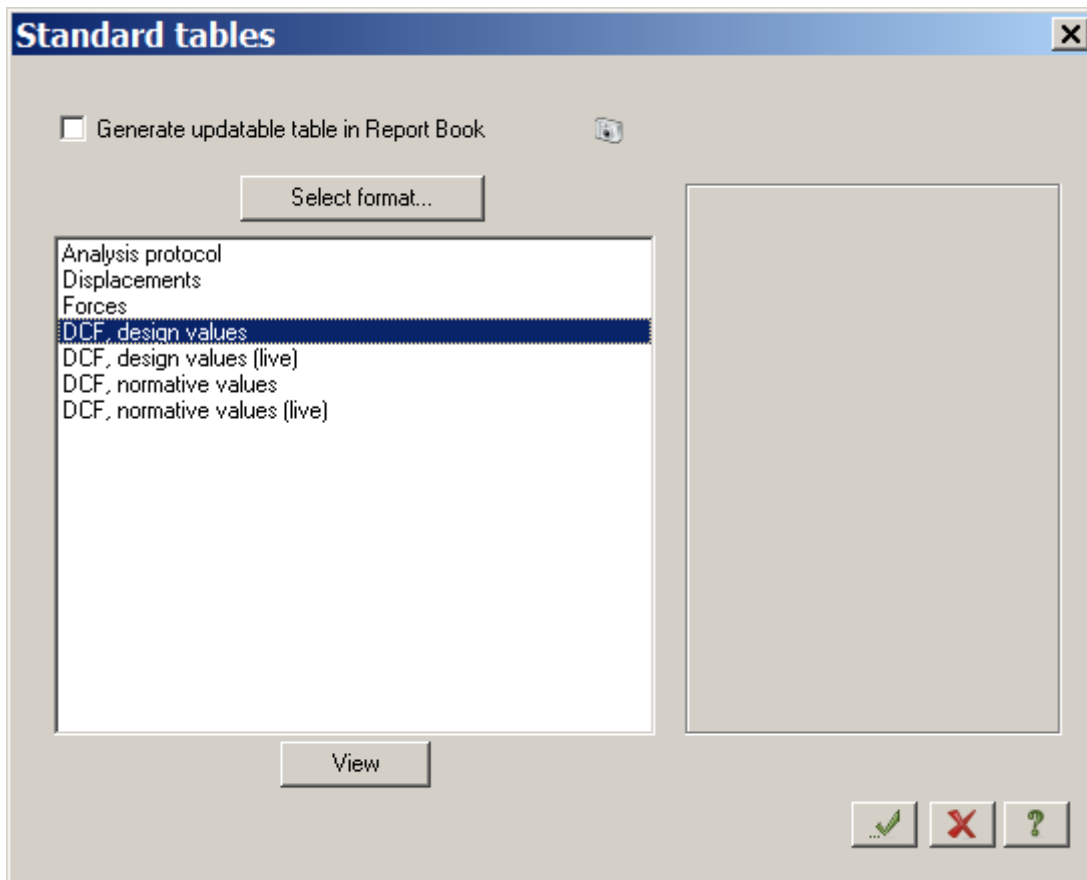 Standard tables
Generate updatable table in Report Book
Select format...
Analysis protocol
Displacements
Forces
DCF, design values
DCF, design values (live)
DCF, normative values
DCF, normative values (live)
View